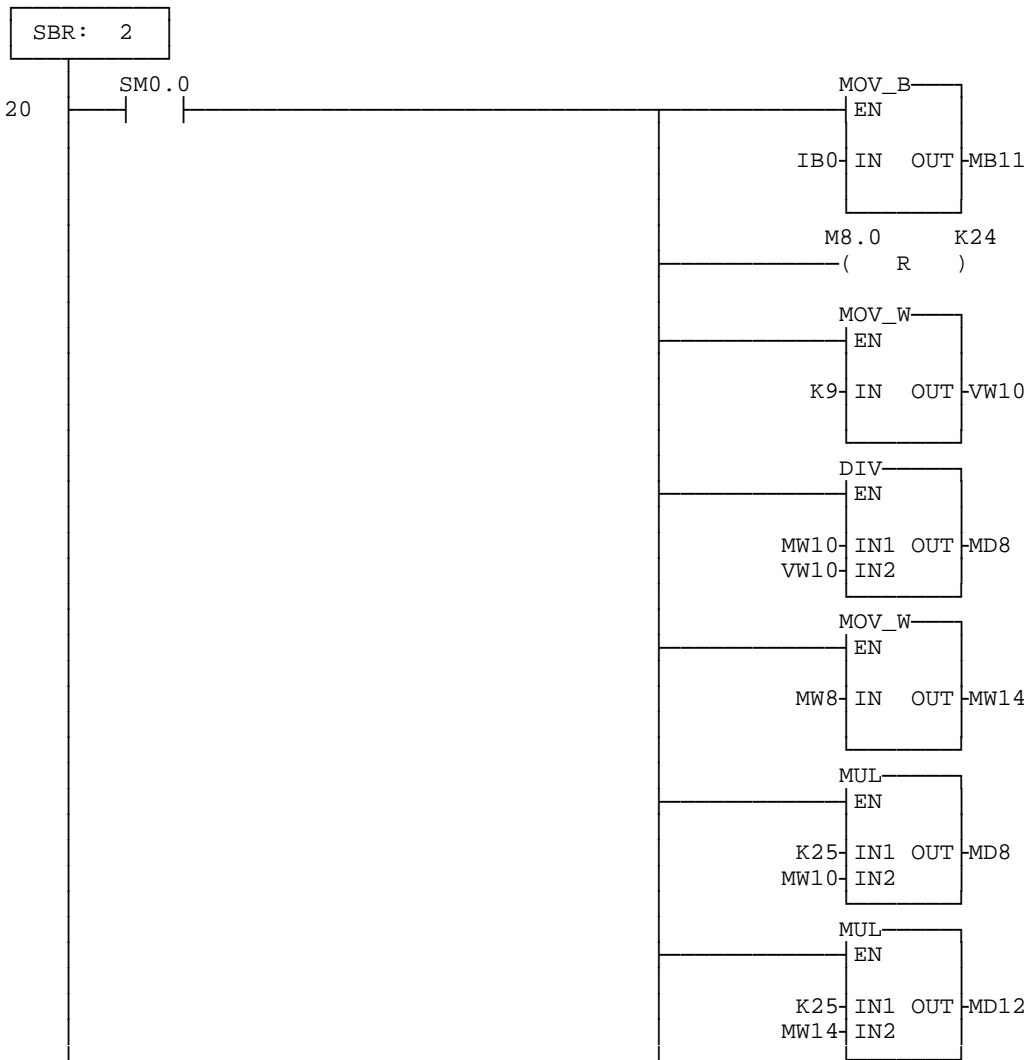 SBR: 2
SM0.0 MOV_B
20 EN
IB0 IN OUT MB11
M8.0 K24
( R )
MOV_W
EN
K9 IN OUT VW10
DIV
EN
MW10 IN1 OUT MD8
VW10 IN2
MOV_W
EN
MW8 IN OUT MW14
MUL
EN
K25 IN1 OUT MD8
MW10 IN2
MUL
EN
K25 IN1 OUT MD12
MW14 IN2